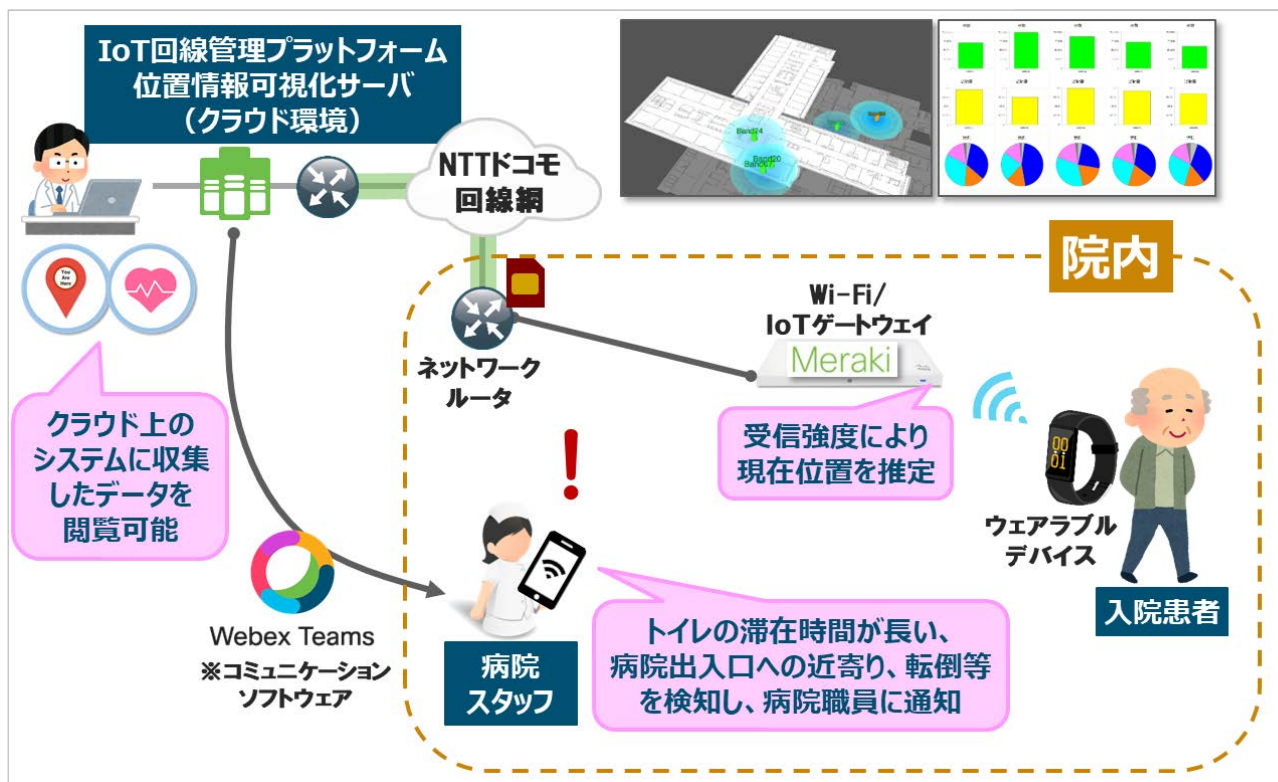 IoT回線管理プラットフォーム
位置情報可視化サーバ
（クラウド環境）
NTTドコモ
回線網
Band24
Band20
院内
You
Are
Here
Wi-Fi/
IoTゲートウェイ
Meraki
ネットワーク
ルータ
クラウド上の
システムに収集
したデータを
閲覧可能
受信強度により
現在位置を推定
00
01
ウェアラブル
デバイス
入院患者
Webex Teams
※コミュニケーション
ソフトウェア
病院
スタッフ
！
トイレの滞在時間が長い、
病院出入口への近寄り、転倒等
を検知し、病院職員に通知